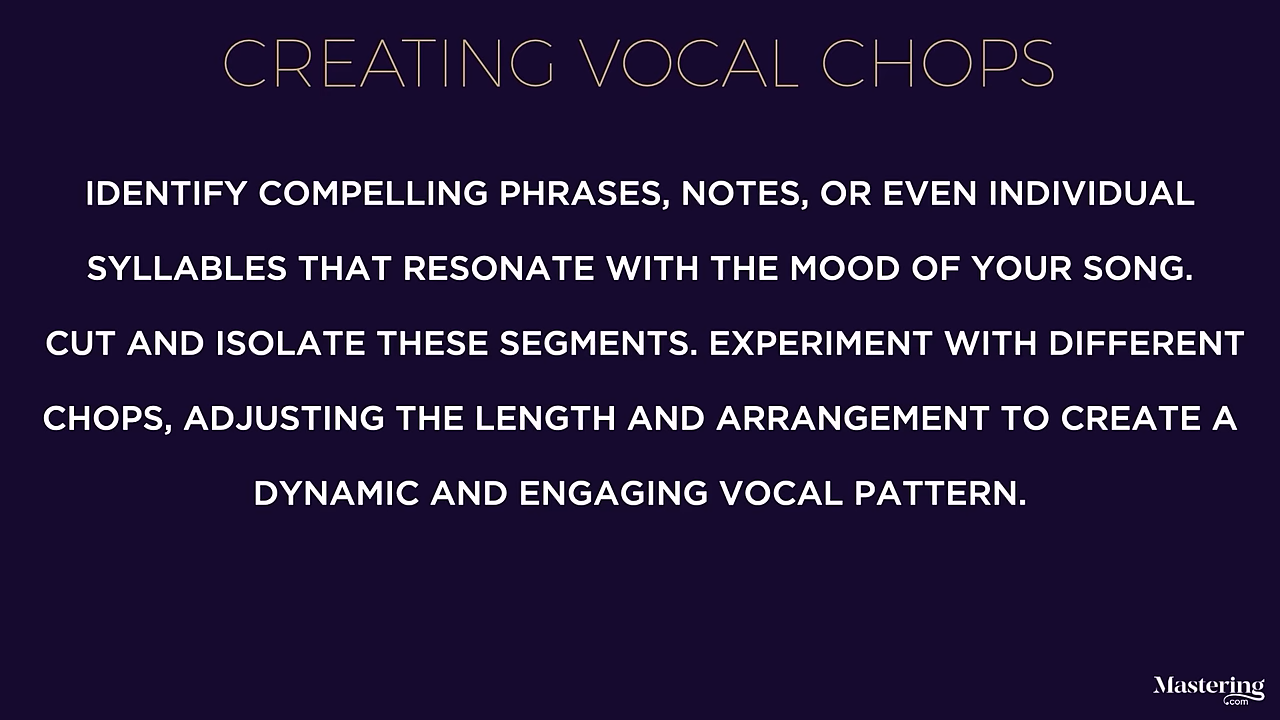 CREATING VOCAL CHOPS
IDENTIFY COMPELLING PHRASES, NOTES, OR EVEN INDIVIDUAL
SYLLABLES THAT RESONATE WITH THE MOOD OF YOUR SONG.
CUT AND ISOLATE THESE SEGMENTS. EXPERIMENT WITH DIFFERENT
CHOPS, ADJUSTING THE LENGTH AND ARRANGEMENT TO CREATE A
DYNAMIC AND ENGAGING VOCAL PATTERN.
Mastering
.com